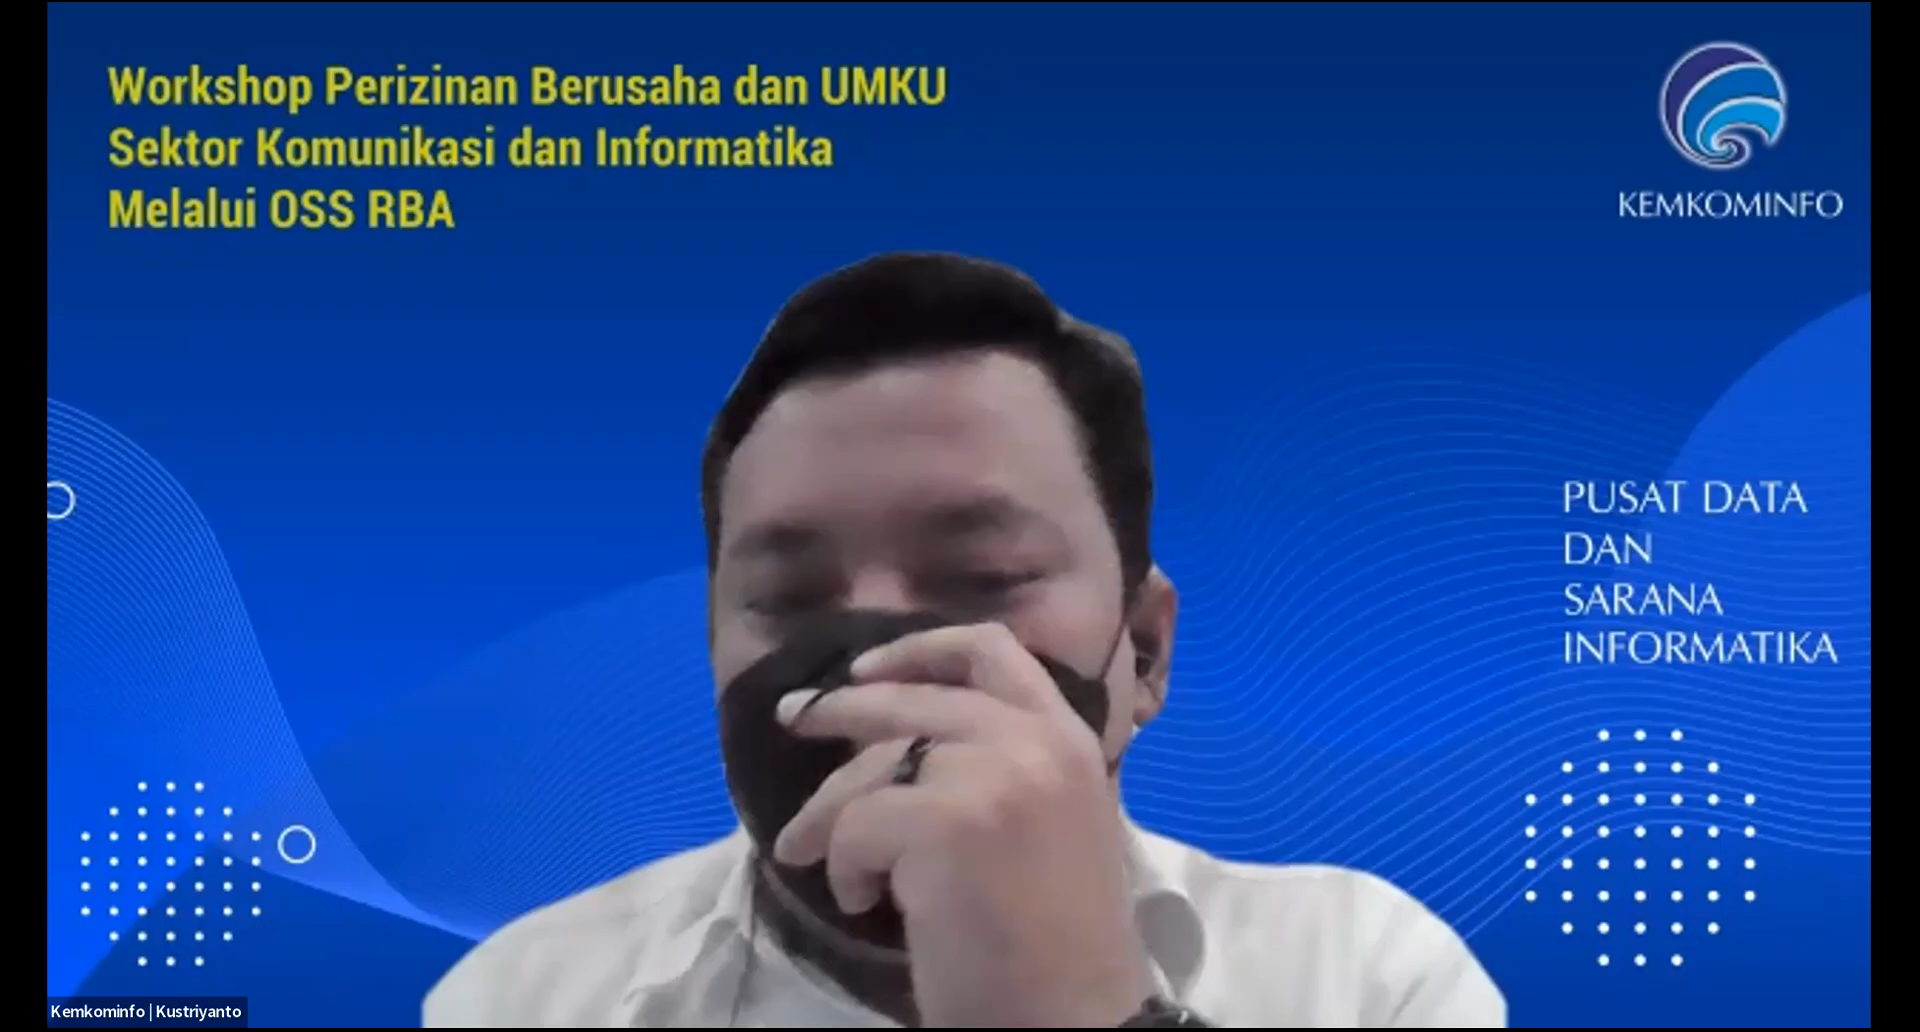 Workshop Perizinan Berusaha dan UMKU
Sektor Komunikasi dan Informatika
Melalui OSS RBA
KEMKOMINFO
PUSAT DATA
DAN
SARANA
INFORMATIKA
Kemkominfo | Kustriyanto